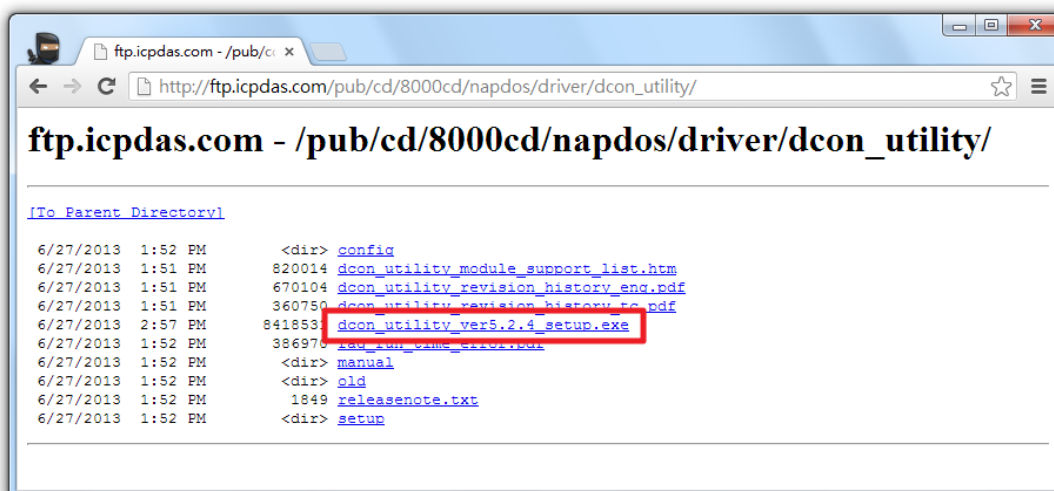 ftp.icpdas.com - /pub/cc
http://ftp.icpdas.com/pub/cd/8000cd/napdos/driver/dcon_utility/
ftp.icpdas.com - /pub/cd/8000cd/napdos/driver/dcon_utility/
[To Parent Directory]
6/27/2013 1:52 PM <dir> config
6/27/2013 1:51 PM 820014 dcon_utility_module_support_list.htm
6/27/2013 1:51 PM 670104 dcon_utility_revision_history_eng.pdf
6/27/2013 1:51 PM 360750 dcon_utility_revision_history_tc.pdf
6/27/2013 2:57 PM 8418531 dcon_utility_ver5.2.4_setup.exe
6/27/2013 1:52 PM 386970 faq_run_time_error.pdf
6/27/2013 1:52 PM <dir> manual
6/27/2013 1:52 PM <dir> old
6/27/2013 1:52 PM 1849 releasenote.txt
6/27/2013 1:52 PM <dir> setup